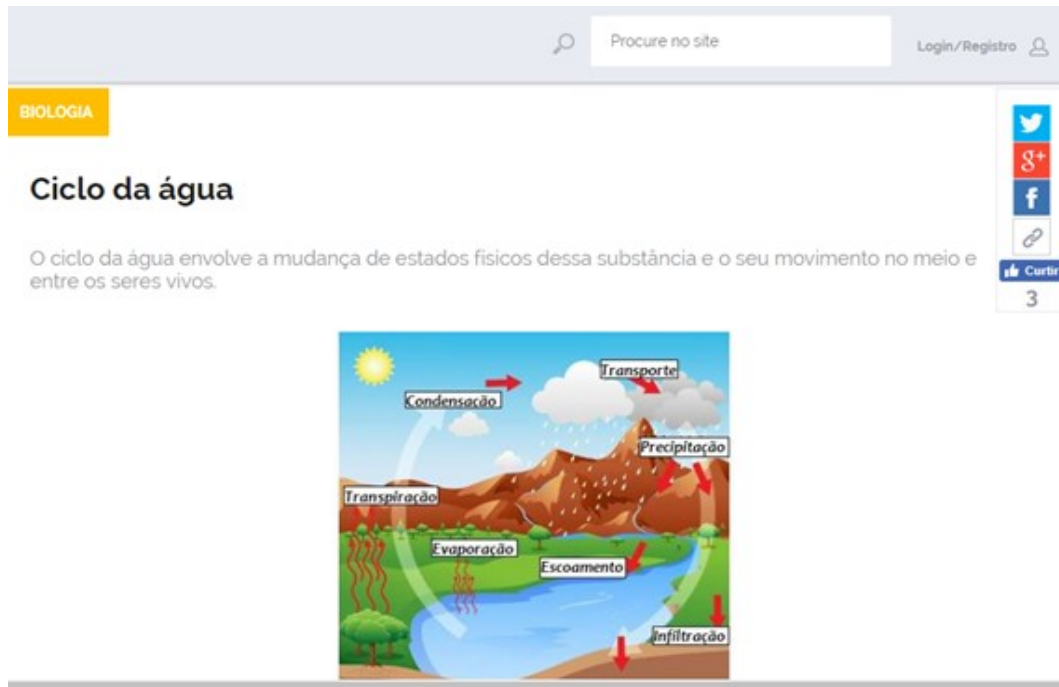 Procure no site
Login/Registro
BIOLOGIA
Ciclo da água
O ciclo da água envolve a mudança de estados físicos dessa substância e o seu movimento no meio e
entre os seres vivos.
g+
f
Curtir
3
Transporte
Condensação
Precipitação
Transpiração
Evaporação
Escoamento
Infiltração